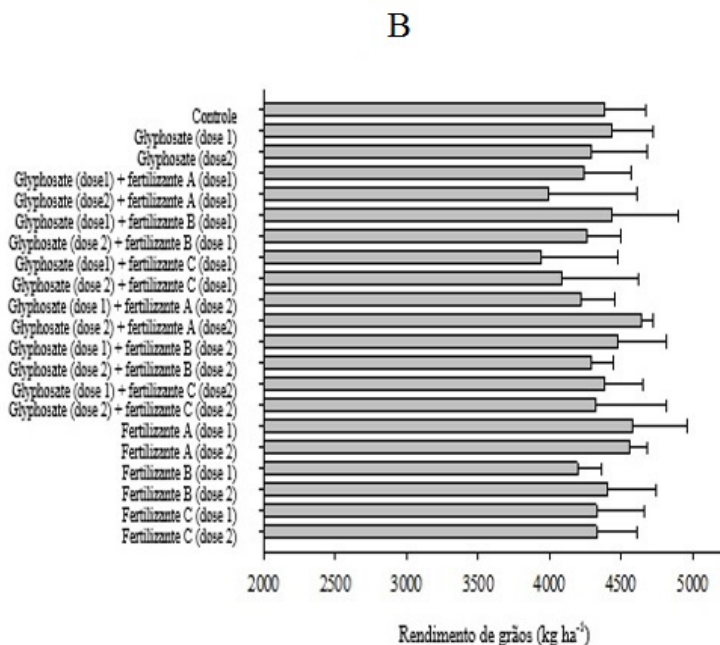 B
Controle
Glyphosate (dose 1)
Glyphosate (dose2)
Glyphosate (dose1) + fertilizante A (dose1)
Glyphosate (dose2) + fertilizante A (dose1)
Glyphosate (dose1) + fertilizante B (dose1)
Glyphosate (dose 2) + fertilizante B (dose 1)
Glyphosate (dose1) + fertilizante C (dose1)
Glyphosate (dose 2) + fertilizante C (dose1)
Glyphosate (dose 1) + fertilizante A (dose 2)
Glyphosate (dose 2) + fertilizante A (dose2)
Glyphosate (dose 1) + fertilizante B (dose 2)
Glyphosate (dose 2) + fertilizante B (dose 2)
Glyphosate (dose 1) + fertilizante C (dose2)
Glyphosate (dose 2) + fertilizante C (dose 2)
Fertilizante A (dose 1)
Fertilizante A (dose 2)
Fertilizante B (dose 1)
Fertilizante B (dose 2)
Fertilizante C (dose 1)
Fertilizante C (dose 2)
2000 2500 3000 3500 4000 4500 5000
Rendimento de grãos (kg ha⁻¹)